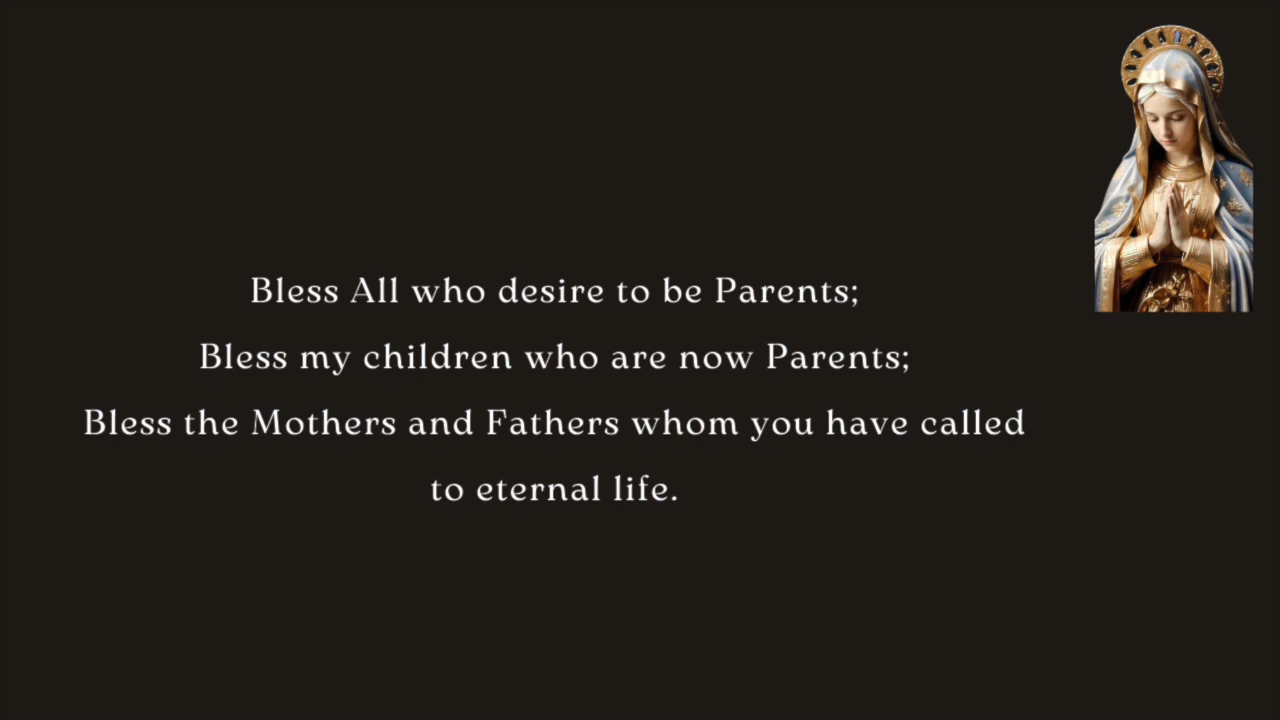 Bless All who desire to be Parents;
Bless my children who are now Parents;
Bless the Mothers and Fathers whom you have called
to eternal life.